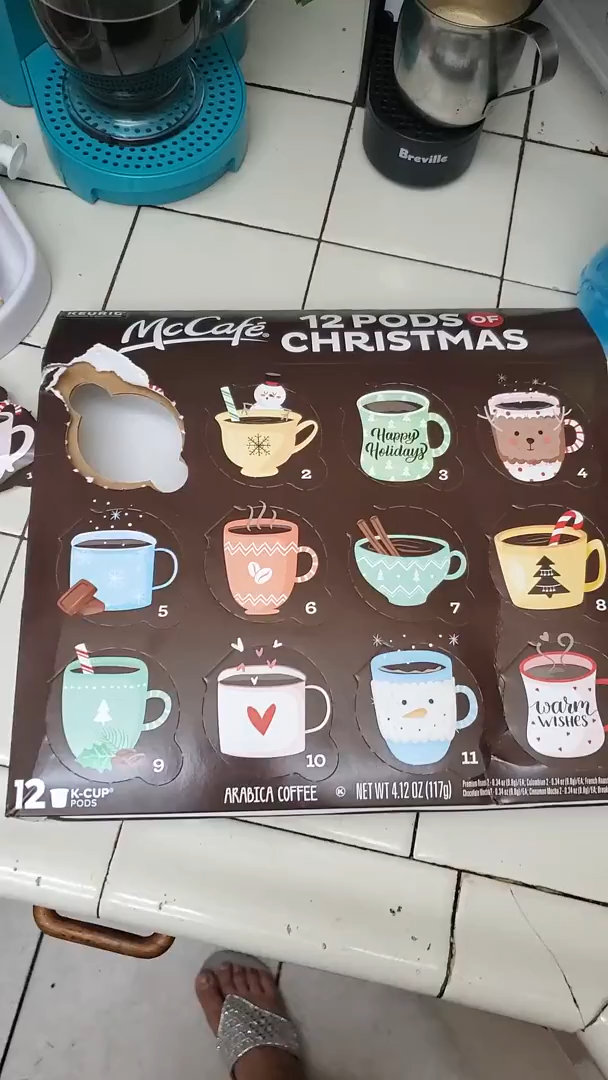 Breville
KEURIG
McCafé®
12 PODS OF
CHRISTMAS
2
Happy
Holidays
3
4
5
6
7
8
9
10
11
warm
WISHES
12 K-CUP®
PODS
ARABICA COFFEE
K
NET WT 4.12 OZ (117g)